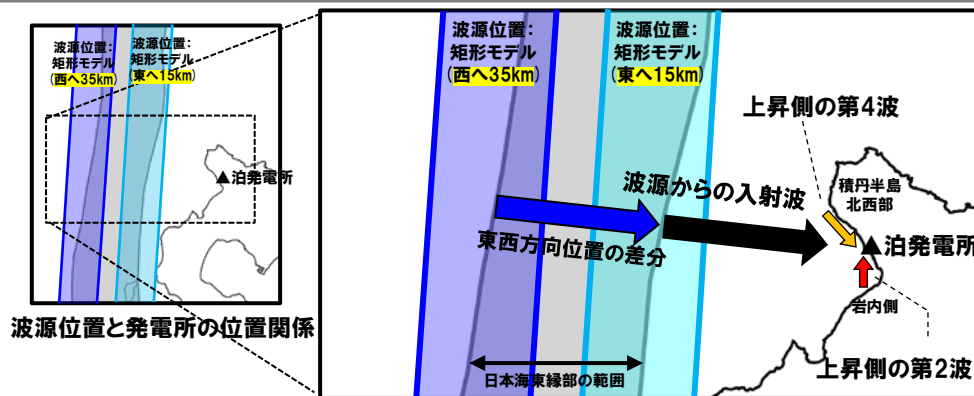 波源位置:
矩形モデル
(西へ35km)
波源位置:
矩形モデル
(東へ15km)
▲泊発電所
波源位置と発電所の位置関係
波源位置:
矩形モデル
(西へ35km)
波源位置:
矩形モデル
(東へ15km)
上昇側の第4波
積丹半島
北西部
波源からの入射波
東西方向位置の差分
▲泊発電所
岩内側
上昇側の第2波
日本海東縁部の範囲